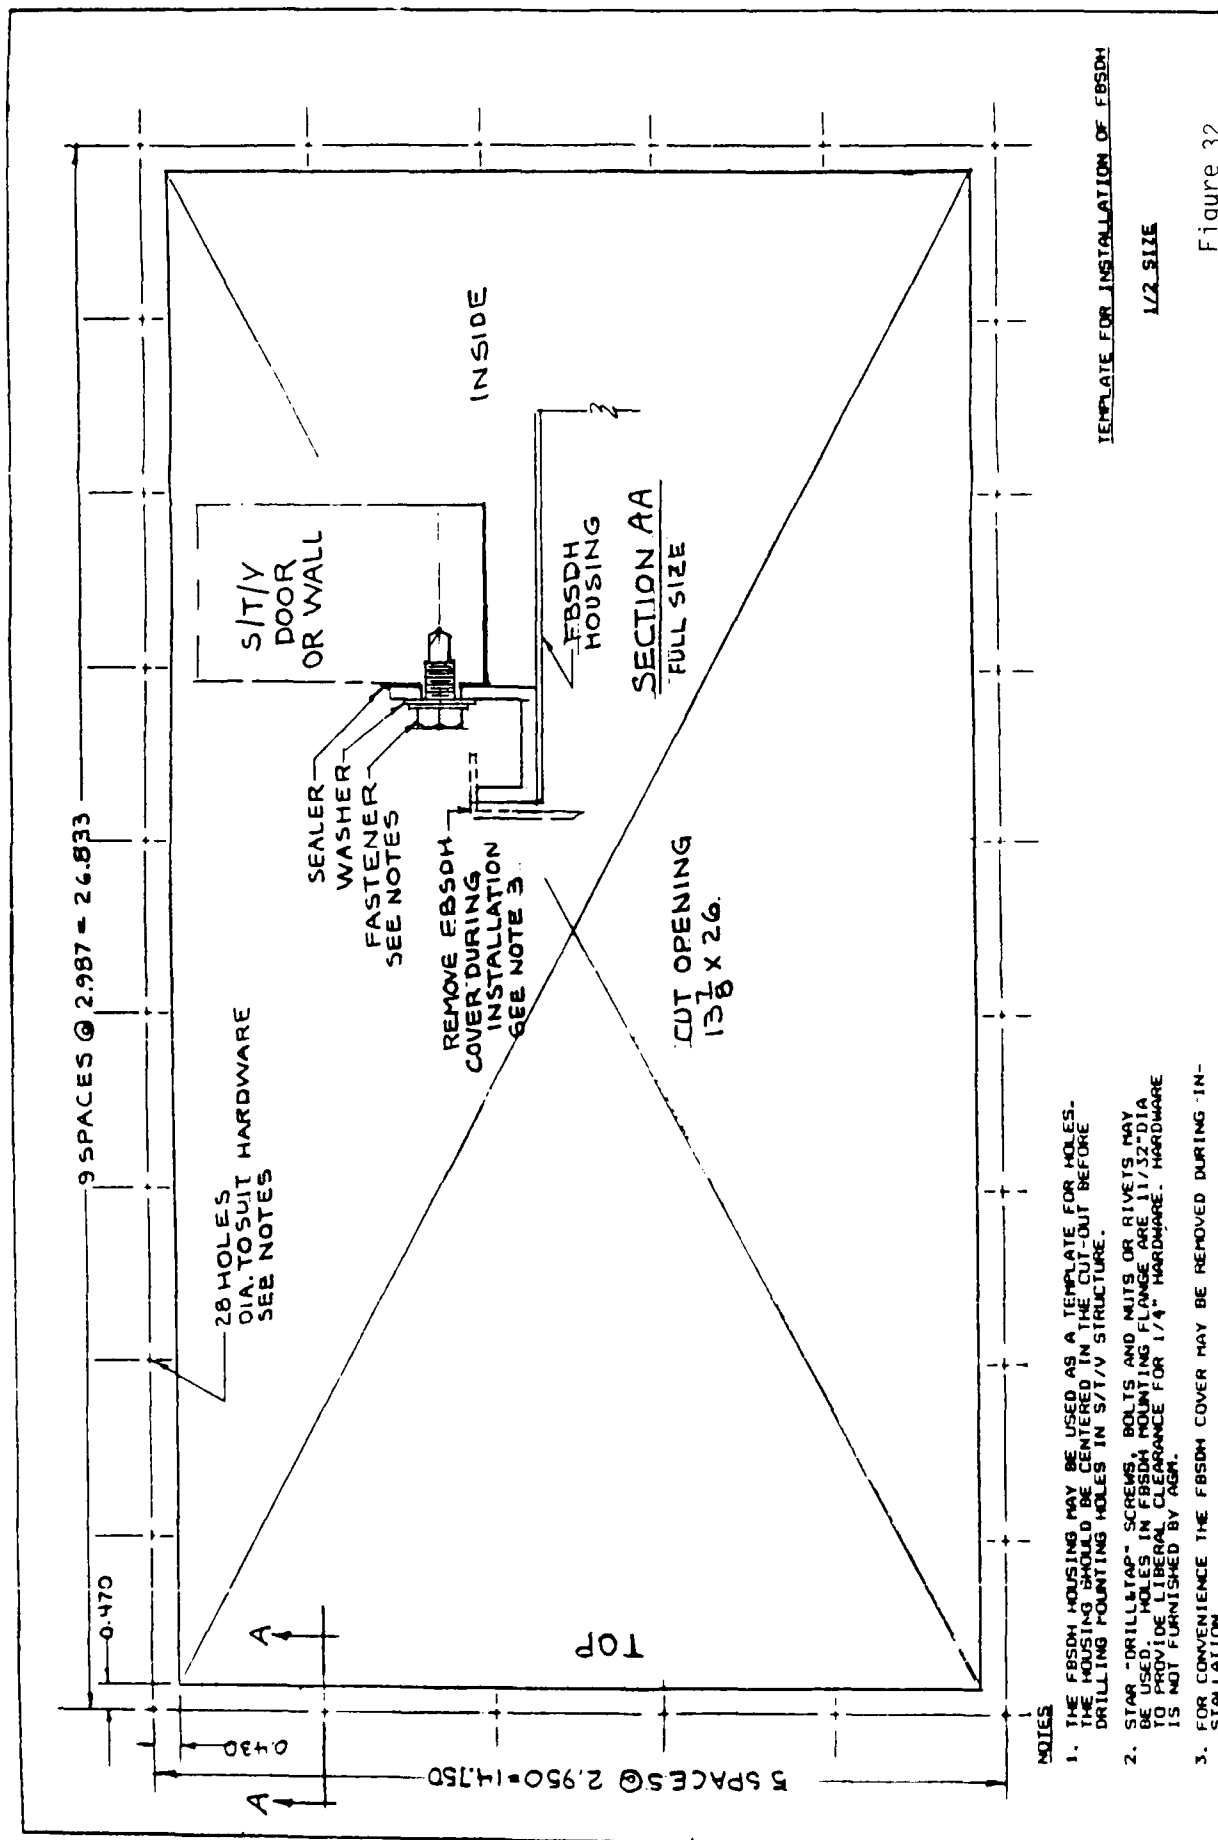 9 SPACES @ 2.987 = 26.833
0.470
28 HOLES
DIA. TO SUIT HARDWARE
SEE NOTES
SEALER
WASHER
FASTENER
SEE NOTES
S/T/V
DOOR
OR WALL
INSIDE
REMOVE FBSDH
COVER DURING
INSTALLATION
SEE NOTE 3
FBSDH
HOUSING
SECTION AA
FULL SIZE
CUT OPENING
13 7/8 X 26.
TOP
A
A
0.430
5 SPACES @ 2.950=14.750
NOTES
1. THE FBSDH HOUSING MAY BE USED AS A TEMPLATE FOR HOLES.
THE HOUSING SHOULD BE CENTERED IN THE CUT-OUT BEFORE
DRILLING MOUNTING HOLES IN S/T/V STRUCTURE.
2. STAR "DRILL&TAP" SCREWS, BOLTS AND NUTS OR RIVETS MAY
BE USED. HOLES IN FBSDH MOUNTING FLANGE ARE 11/32"DIA
TO PROVIDE LIBERAL CLEARANCE FOR 1/4" HARDWARE. HARDWARE
IS NOT FURNISHED BY AGM.
3. FOR CONVENIENCE THE FBSDH COVER MAY BE REMOVED DURING IN-
STALLATION.
TEMPLATE FOR INSTALLATION OF FBSDH
1/2 SIZE
Figure 32